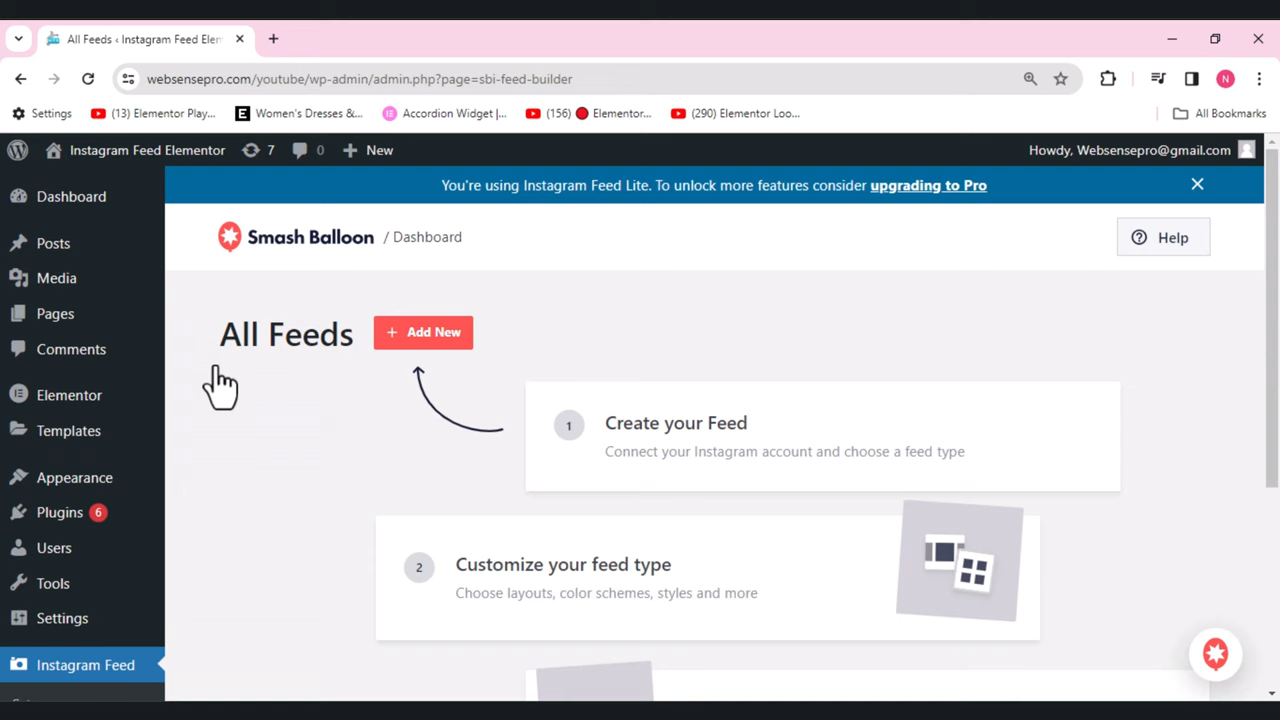 All Feeds ‹ Instagram Feed Elem
websensepro.com/youtube/wp-admin/admin.php?page=sbi-feed-builder
N
Settings
(13) Elementor Play...
Women's Dresses &...
Accordion Widget |...
(156) 🔴 Elementor...
(290) Elementor Loo...
All Bookmarks
Instagram Feed Elementor
7
0
New
Howdy, Websensepro@gmail.com
Dashboard
Posts
Media
Pages
Comments
Elementor
Templates
Appearance
Plugins 6
Users
Tools
Settings
Instagram Feed
You're using Instagram Feed Lite. To unlock more features consider upgrading to Pro
Smash Balloon / Dashboard
Help
All Feeds
+ Add New
1
Create your Feed
Connect your Instagram account and choose a feed type
2
Customize your feed type
Choose layouts, color schemes, styles and more